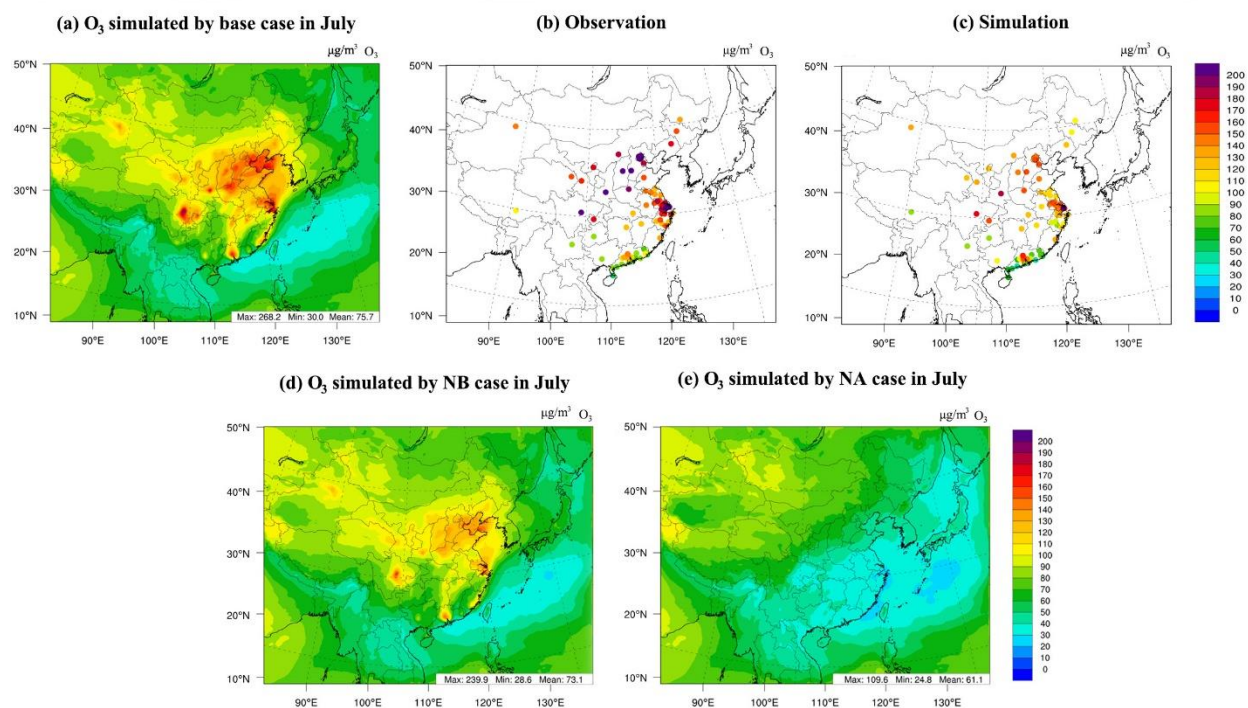 (a) O₃ simulated by base case in July
(b) Observation
(c) Simulation
μg/m³ O₃
μg/m³ O₃
μg/m³ O₃
50°N
40°N
30°N
20°N
10°N
Max: 268.2 Min: 30.0 Mean: 75.7
90°E 100°E 110°E 120°E 130°E
50°N
40°N
30°N
20°N
10°N
90°E 100°E 110°E 120°E 130°E
50°N
40°N
30°N
20°N
10°N
90°E 100°E 110°E 120°E 130°E
200
190
180
170
160
150
140
130
120
110
100
90
80
70
60
50
40
30
20
10
0
(d) O₃ simulated by NB case in July
(e) O₃ simulated by NA case in July
μg/m³ O₃
μg/m³ O₃
50°N
40°N
30°N
20°N
10°N
Max: 239.9 Min: 28.6 Mean: 73.1
90°E 100°E 110°E 120°E 130°E
50°N
40°N
30°N
20°N
10°N
Max: 109.6 Min: 24.8 Mean: 61.1
90°E 100°E 110°E 120°E 130°E
200
190
180
170
160
150
140
130
120
110
100
90
80
70
60
50
40
30
20
10
0